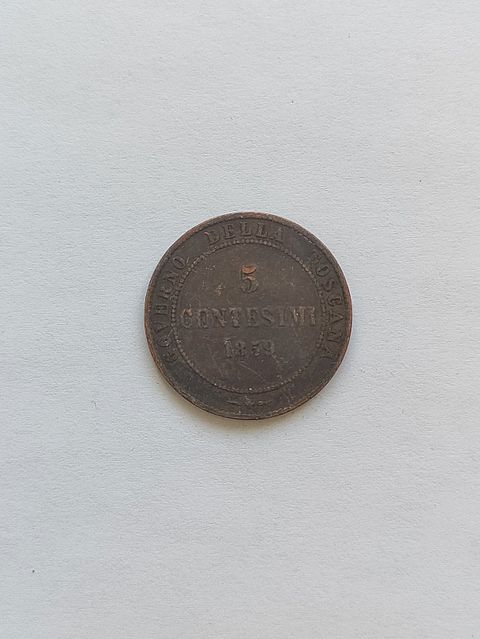 GOVERNO DELLA TOSCANA
5
CENTESIMI
1859